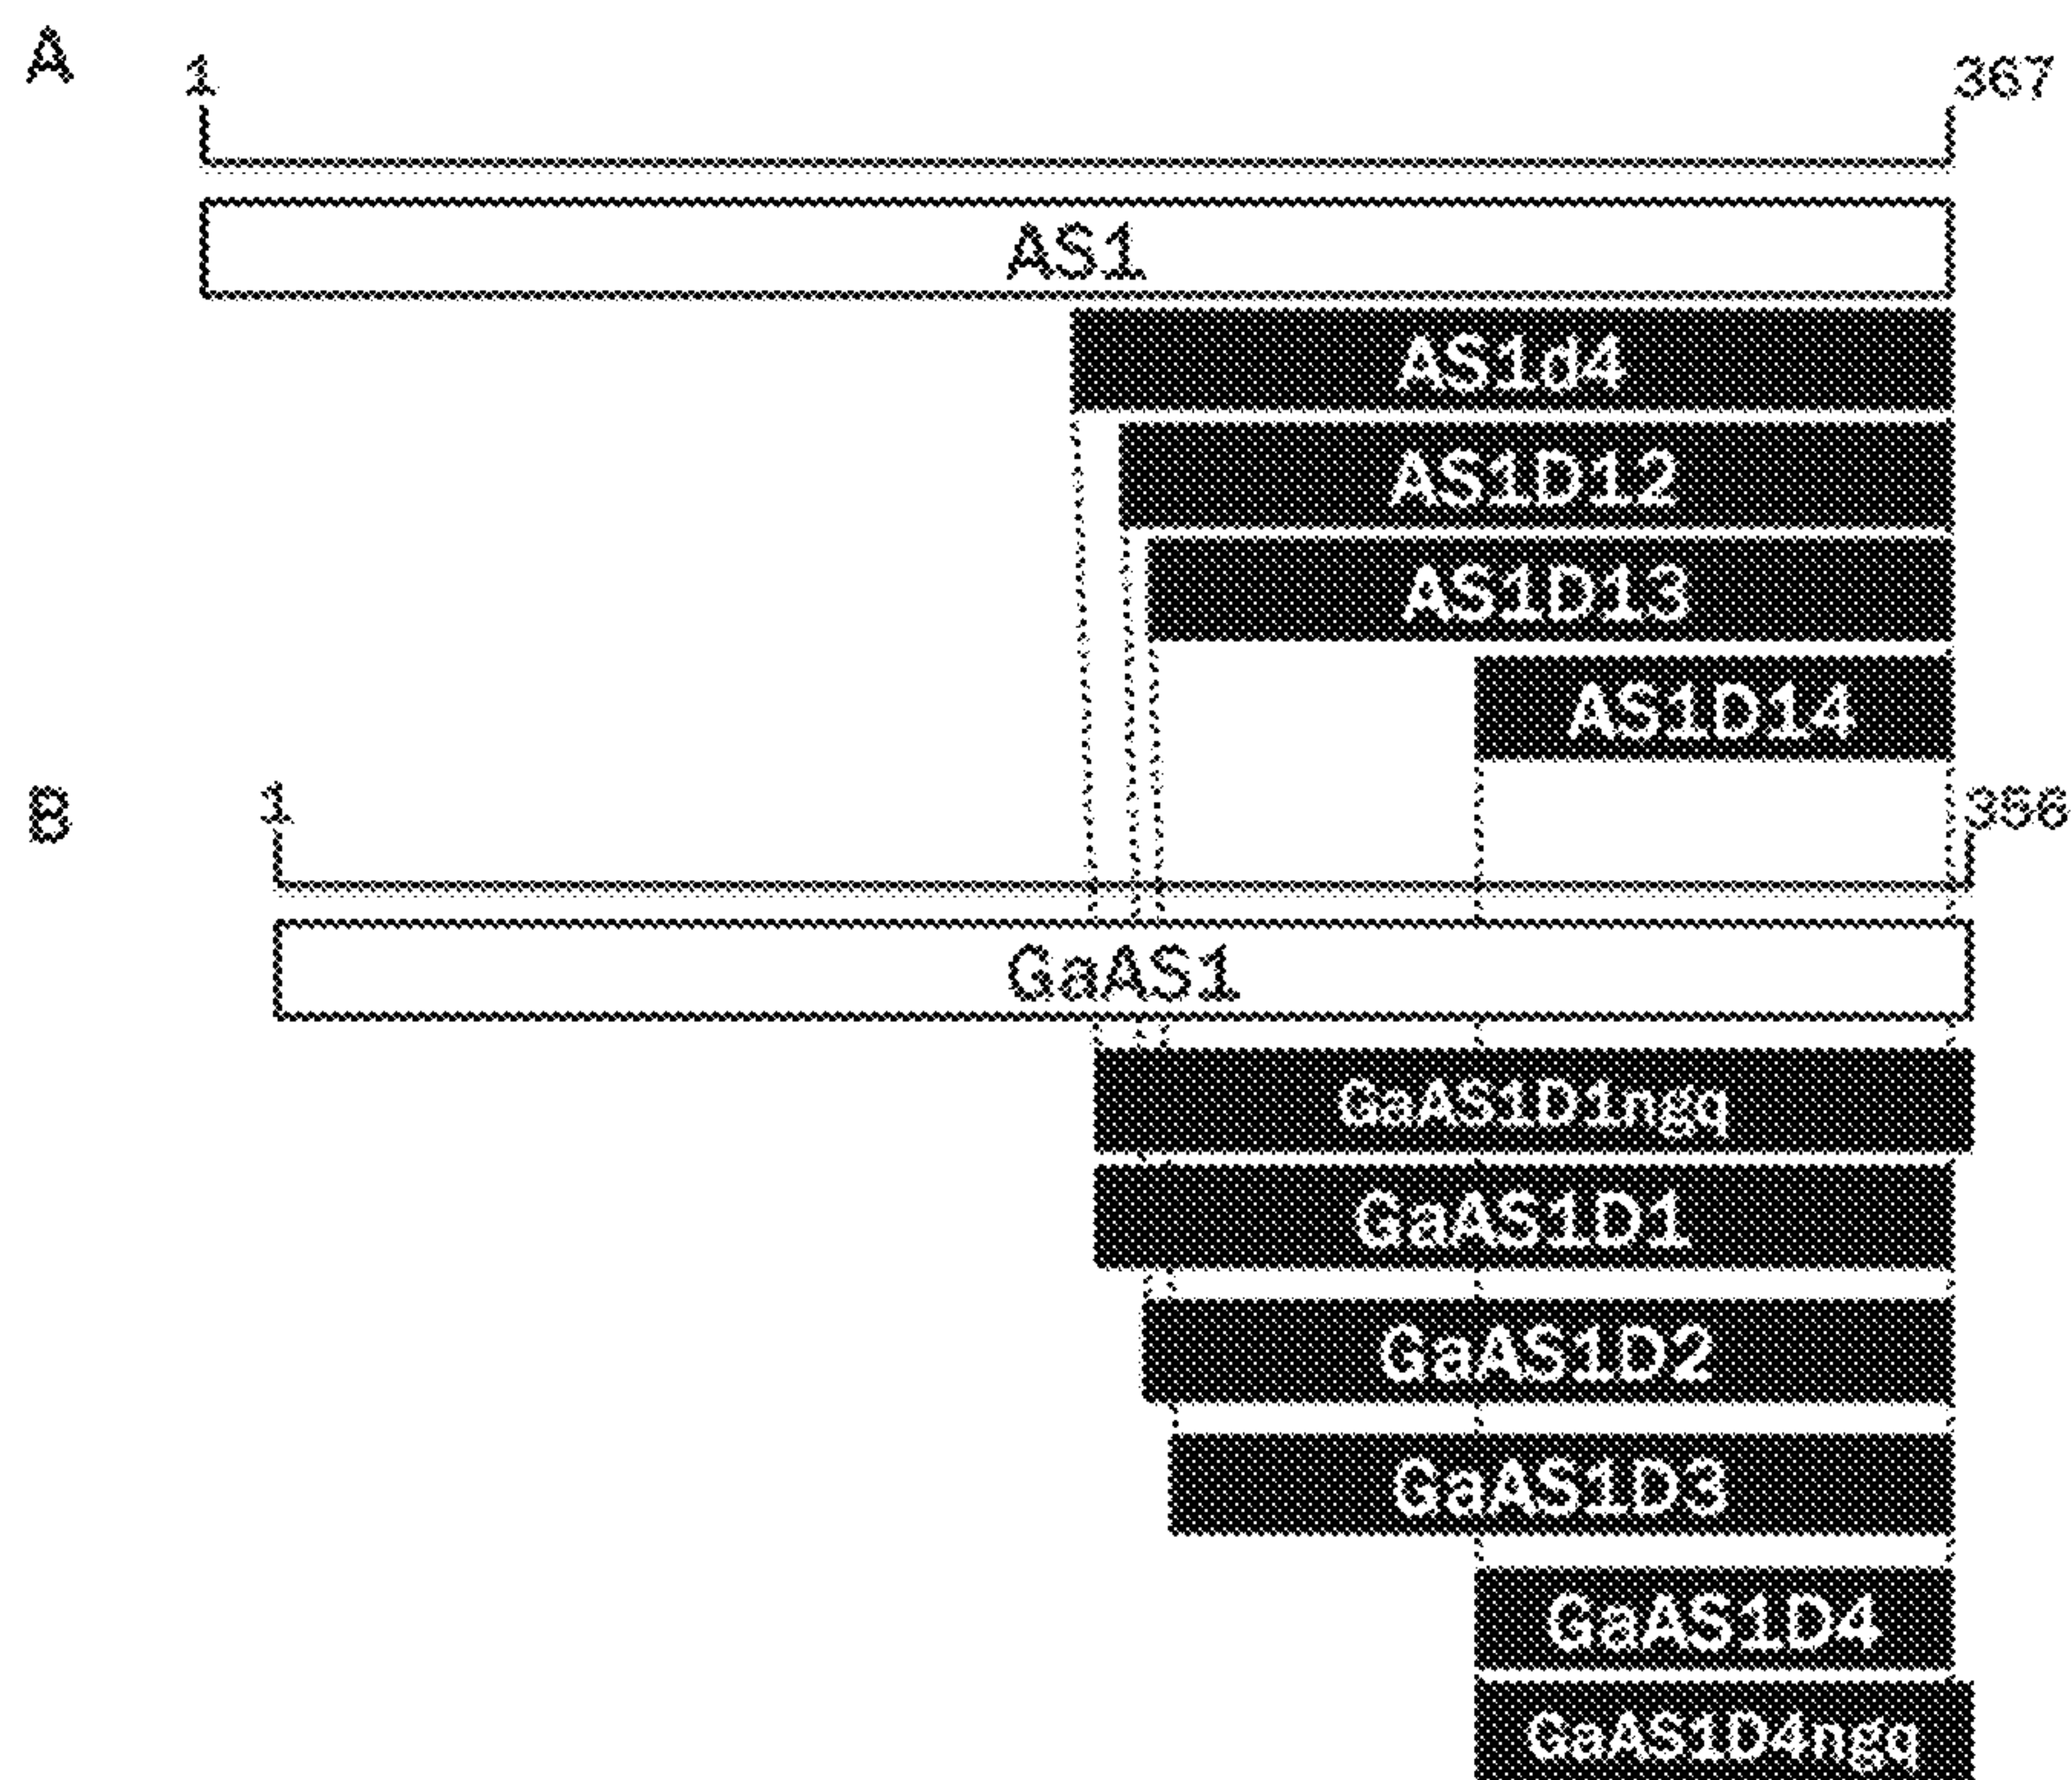 A
1 367
AS1
AS1d4
AS1D12
AS1D13
AS1D14
B
1 356
GaAS1
GaAS1D1ngq
GaAS1D1
GaAS1D2
GaAS1D3
GaAS1D4
GaAS1D4ngq